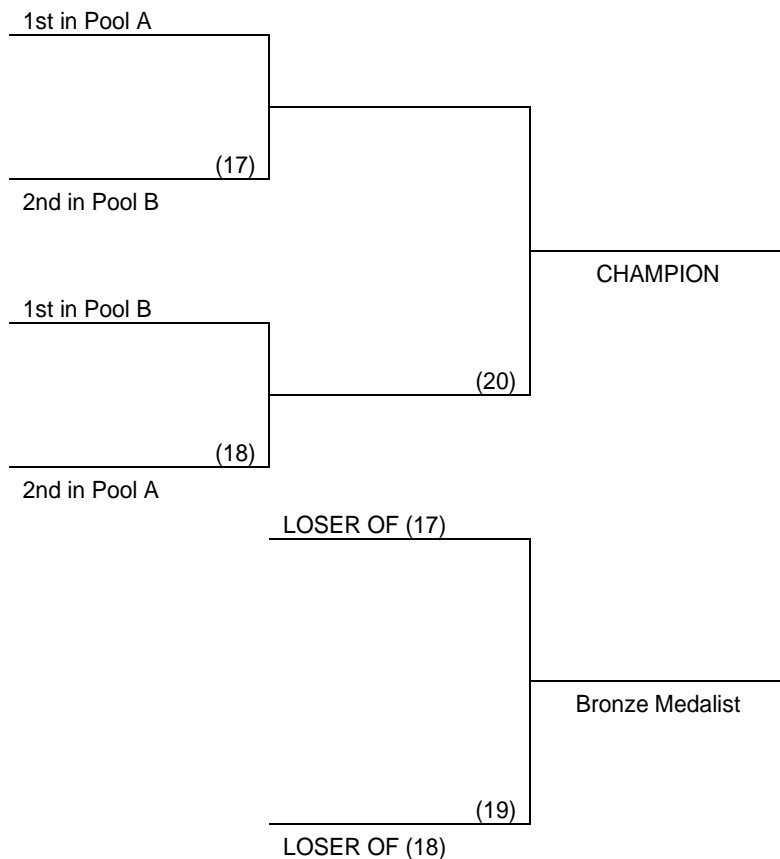 1st in Pool A
(17)
2nd in Pool B
CHAMPION
1st in Pool B
(20)
(18)
2nd in Pool A
LOSER OF (17)
Bronze Medalist
(19)
LOSER OF (18)